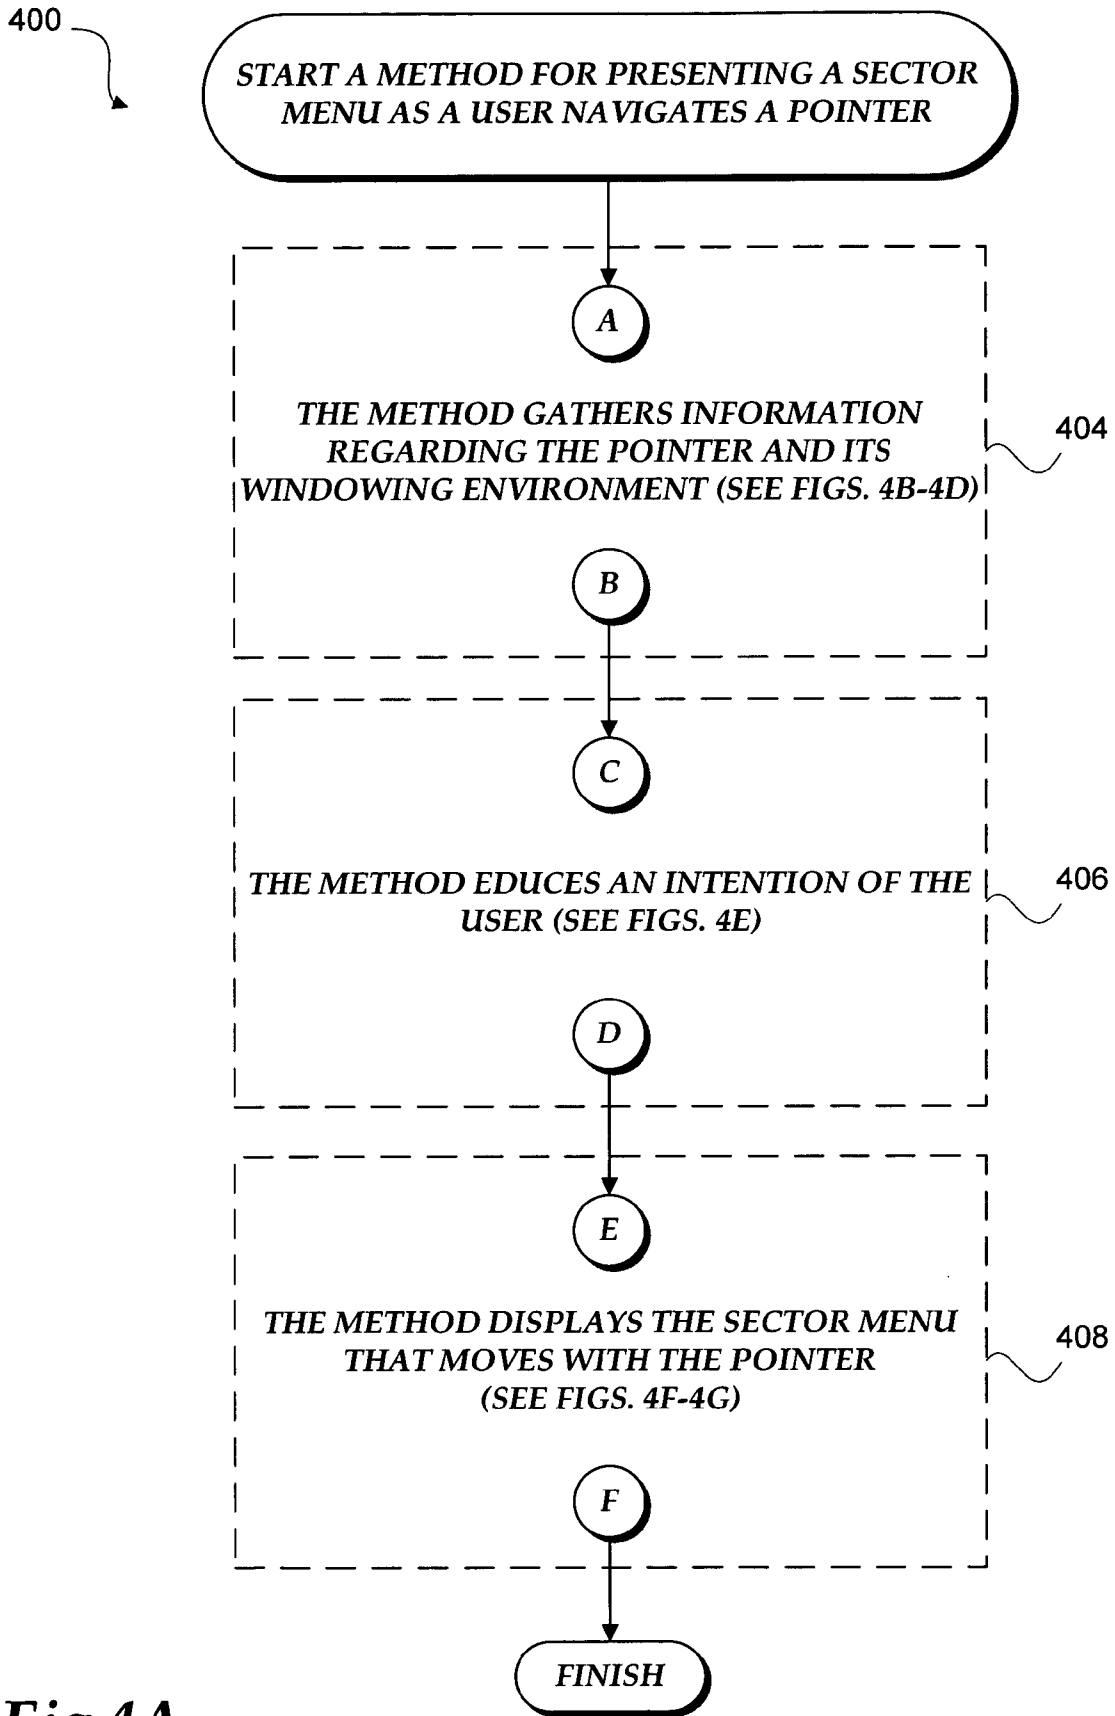 400
START A METHOD FOR PRESENTING A SECTOR
MENU AS A USER NAVIGATES A POINTER
A
THE METHOD GATHERS INFORMATION
REGARDING THE POINTER AND ITS
WINDOWING ENVIRONMENT (SEE FIGS. 4B-4D)
404
B
C
THE METHOD EDUCES AN INTENTION OF THE
USER (SEE FIGS. 4E)
406
D
E
THE METHOD DISPLAYS THE SECTOR MENU
THAT MOVES WITH THE POINTER
(SEE FIGS. 4F-4G)
408
F
FINISH
Fig.4A.